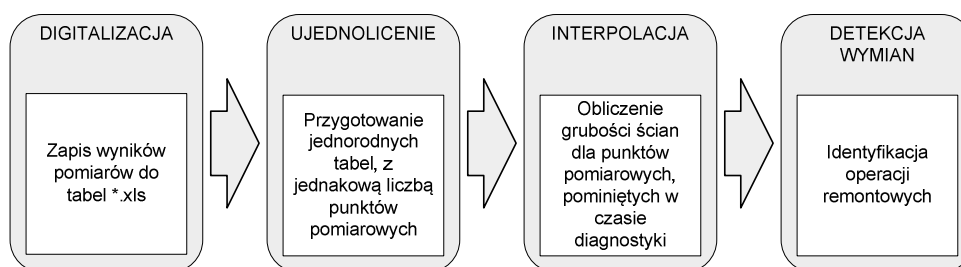 DIGITALIZACJA
Zapis wyników
pomiarów do
tabel *.xls
UJEDNOLICENIE
Przygotowanie
jednorodnych
tabel, z
jednakową liczbą
punktów
pomiarowych
INTERPOLACJA
Obliczenie
grubości ścian
dla punktów
pomiarowych,
pominiętych w
czasie
diagnostyki
DETEKCJA
WYMIAN
Identyfikacja
operacji
remontowych